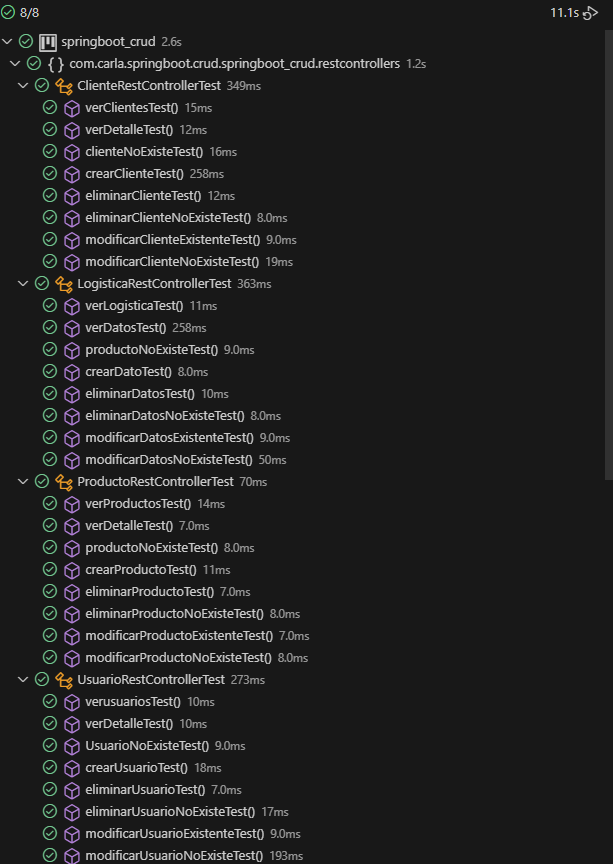 8/8 11.1s
springboot_crud 2.6s
{ } com.carla.springboot.crud.springboot_crud.restcontrollers 1.2s
ClienteRestControllerTest 349ms
verClientesTest() 15ms
verDetalleTest() 12ms
clienteNoExisteTest() 16ms
crearClienteTest() 258ms
eliminarClienteTest() 12ms
eliminarClienteNoExisteTest() 8.0ms
modificarClienteExistenteTest() 9.0ms
modificarClienteNoExisteTest() 19ms
LogisticaRestControllerTest 363ms
verLogisticaTest() 11ms
verDatosTest() 258ms
productoNoExisteTest() 9.0ms
crearDatoTest() 8.0ms
eliminarDatosTest() 10ms
eliminarDatosNoExisteTest() 8.0ms
modificarDatosExistenteTest() 9.0ms
modificarDatosNoExisteTest() 50ms
ProductoRestControllerTest 70ms
verProductosTest() 14ms
verDetalleTest() 7.0ms
productoNoExisteTest() 8.0ms
crearProductoTest() 11ms
eliminarProductoTest() 7.0ms
eliminarProductoNoExisteTest() 8.0ms
modificarProductoExistenteTest() 7.0ms
modificarProductoNoExisteTest() 8.0ms
UsuarioRestControllerTest 273ms
verusuariosTest() 10ms
verDetalleTest() 10ms
UsuarioNoExisteTest() 9.0ms
crearUsuarioTest() 18ms
eliminarUsuarioTest() 7.0ms
eliminarUsuarioNoExisteTest() 17ms
modificarUsuarioExistenteTest() 9.0ms
modificarUsuarioNoExisteTest() 193ms